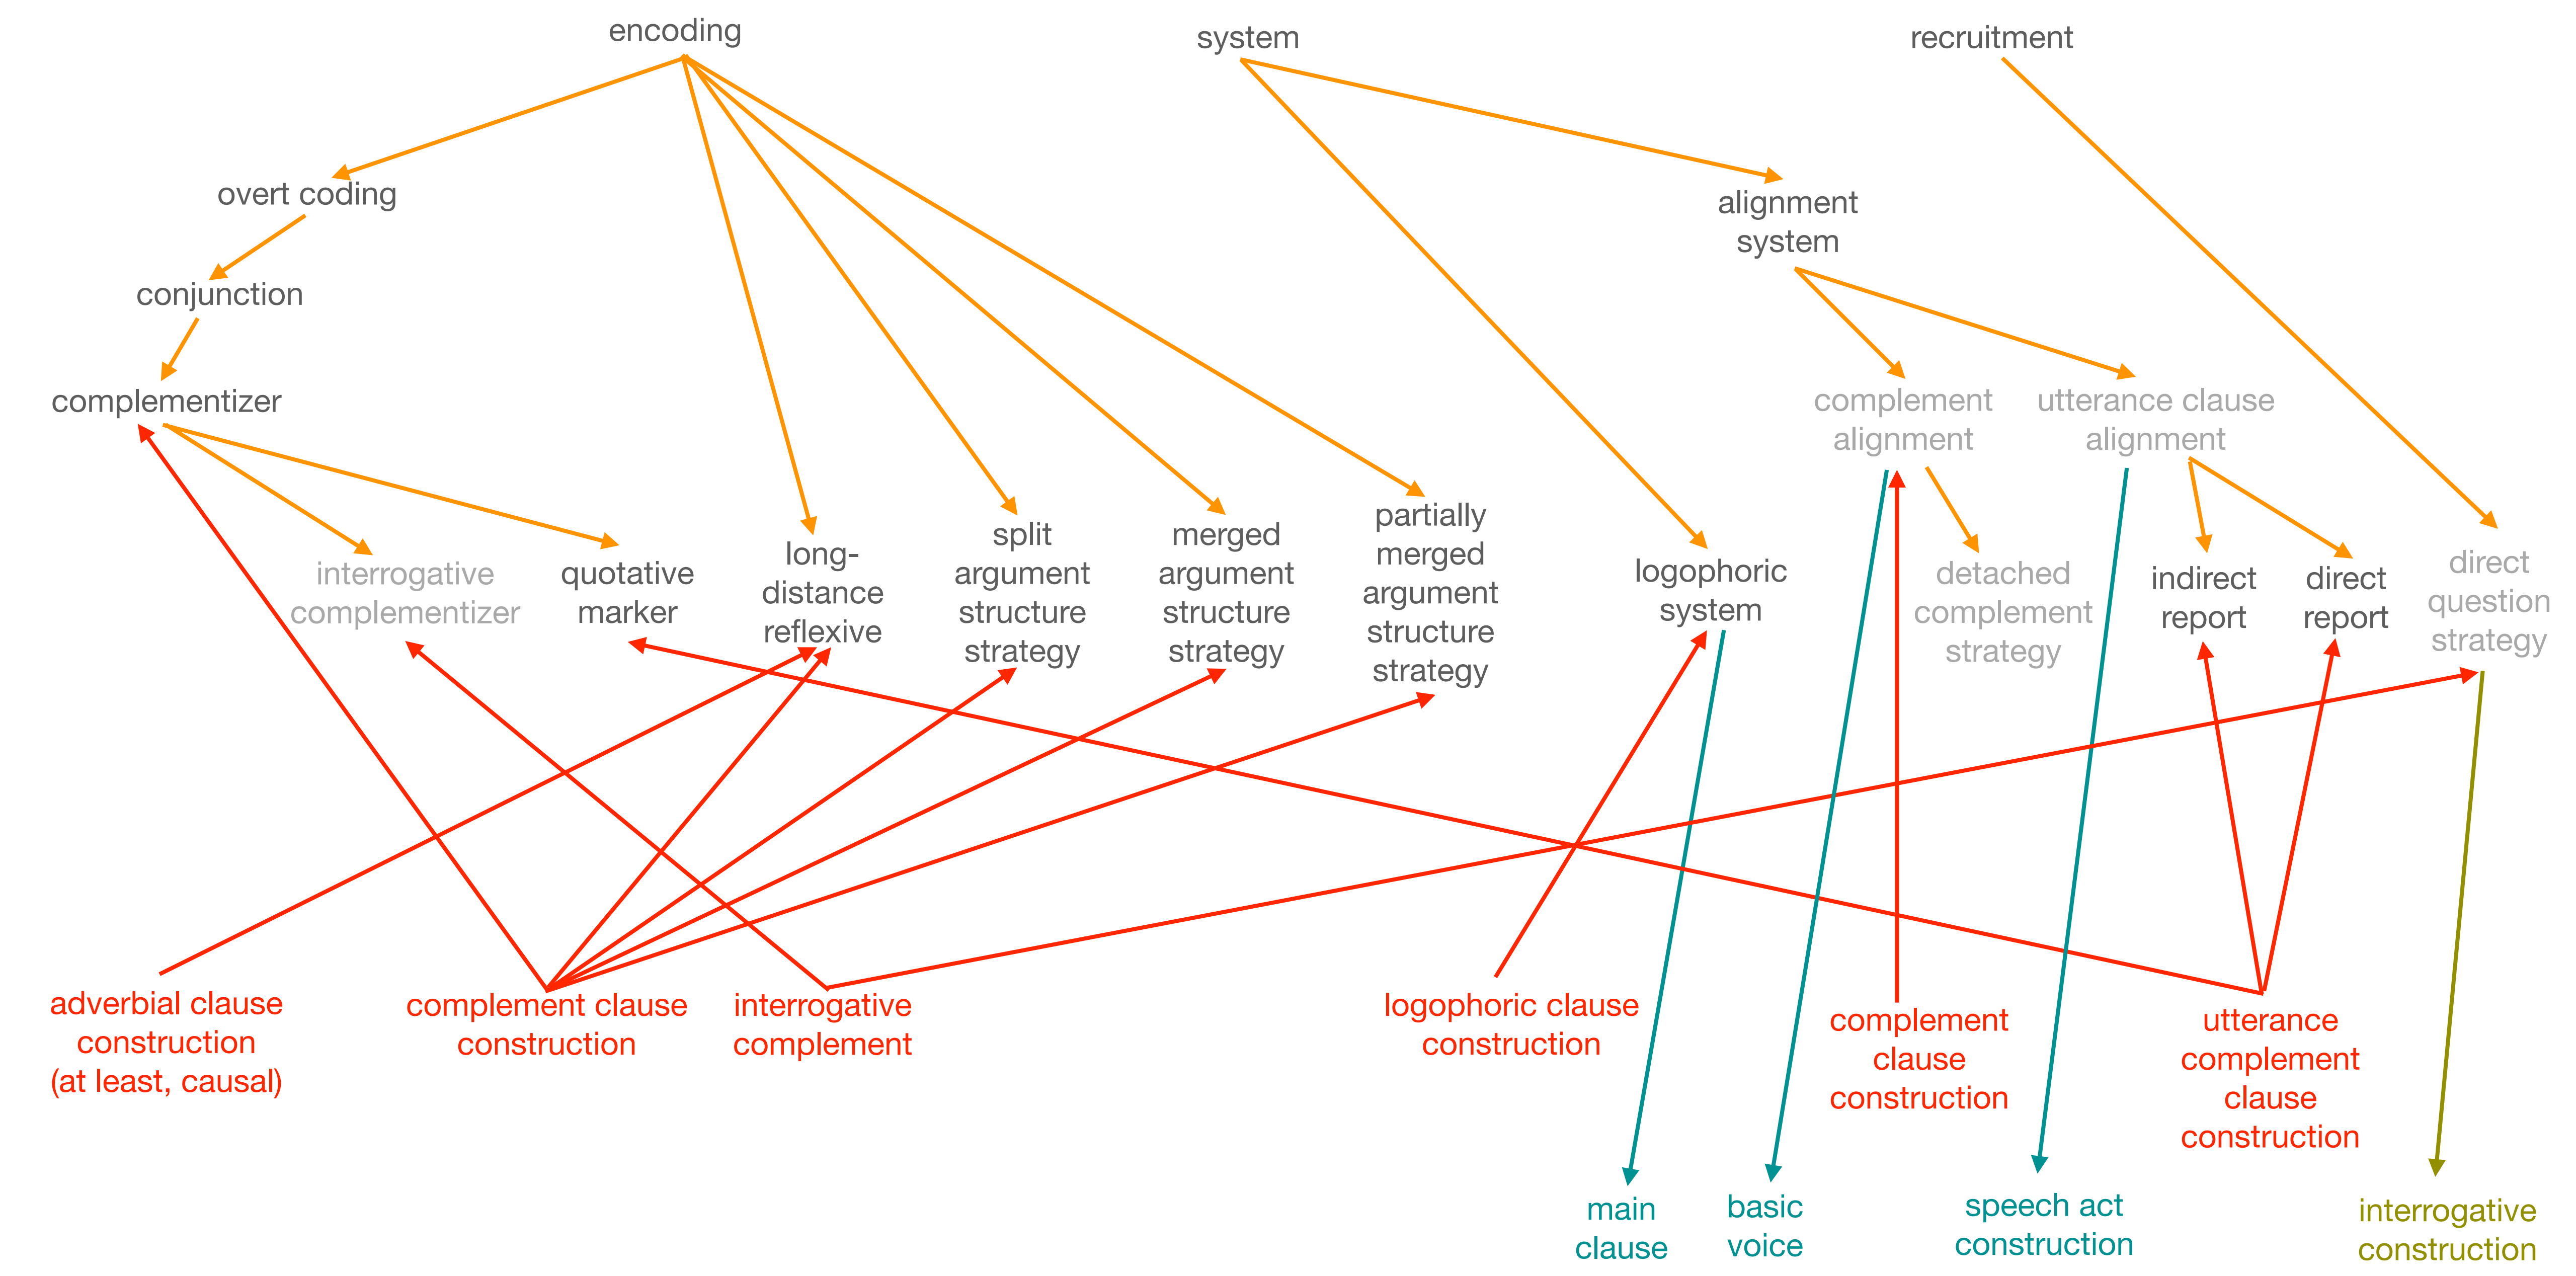 encoding
system
recruitment
overt coding
alignment
system
conjunction
complementizer
complement
alignment
utterance clause
alignment
interrogative
complementizer
quotative
marker
long-
distance
reflexive
split
argument
structure
strategy
merged
argument
structure
strategy
partially
merged
argument
structure
strategy
logophoric
system
detached
complement
strategy
indirect
report
direct
report
direct
question
strategy
adverbial clause
construction
(at least, causal)
complement clause
construction
interrogative
complement
logophoric clause
construction
complement
clause
construction
utterance
complement
clause
construction
main
clause
basic
voice
speech act
construction
interrogative
construction